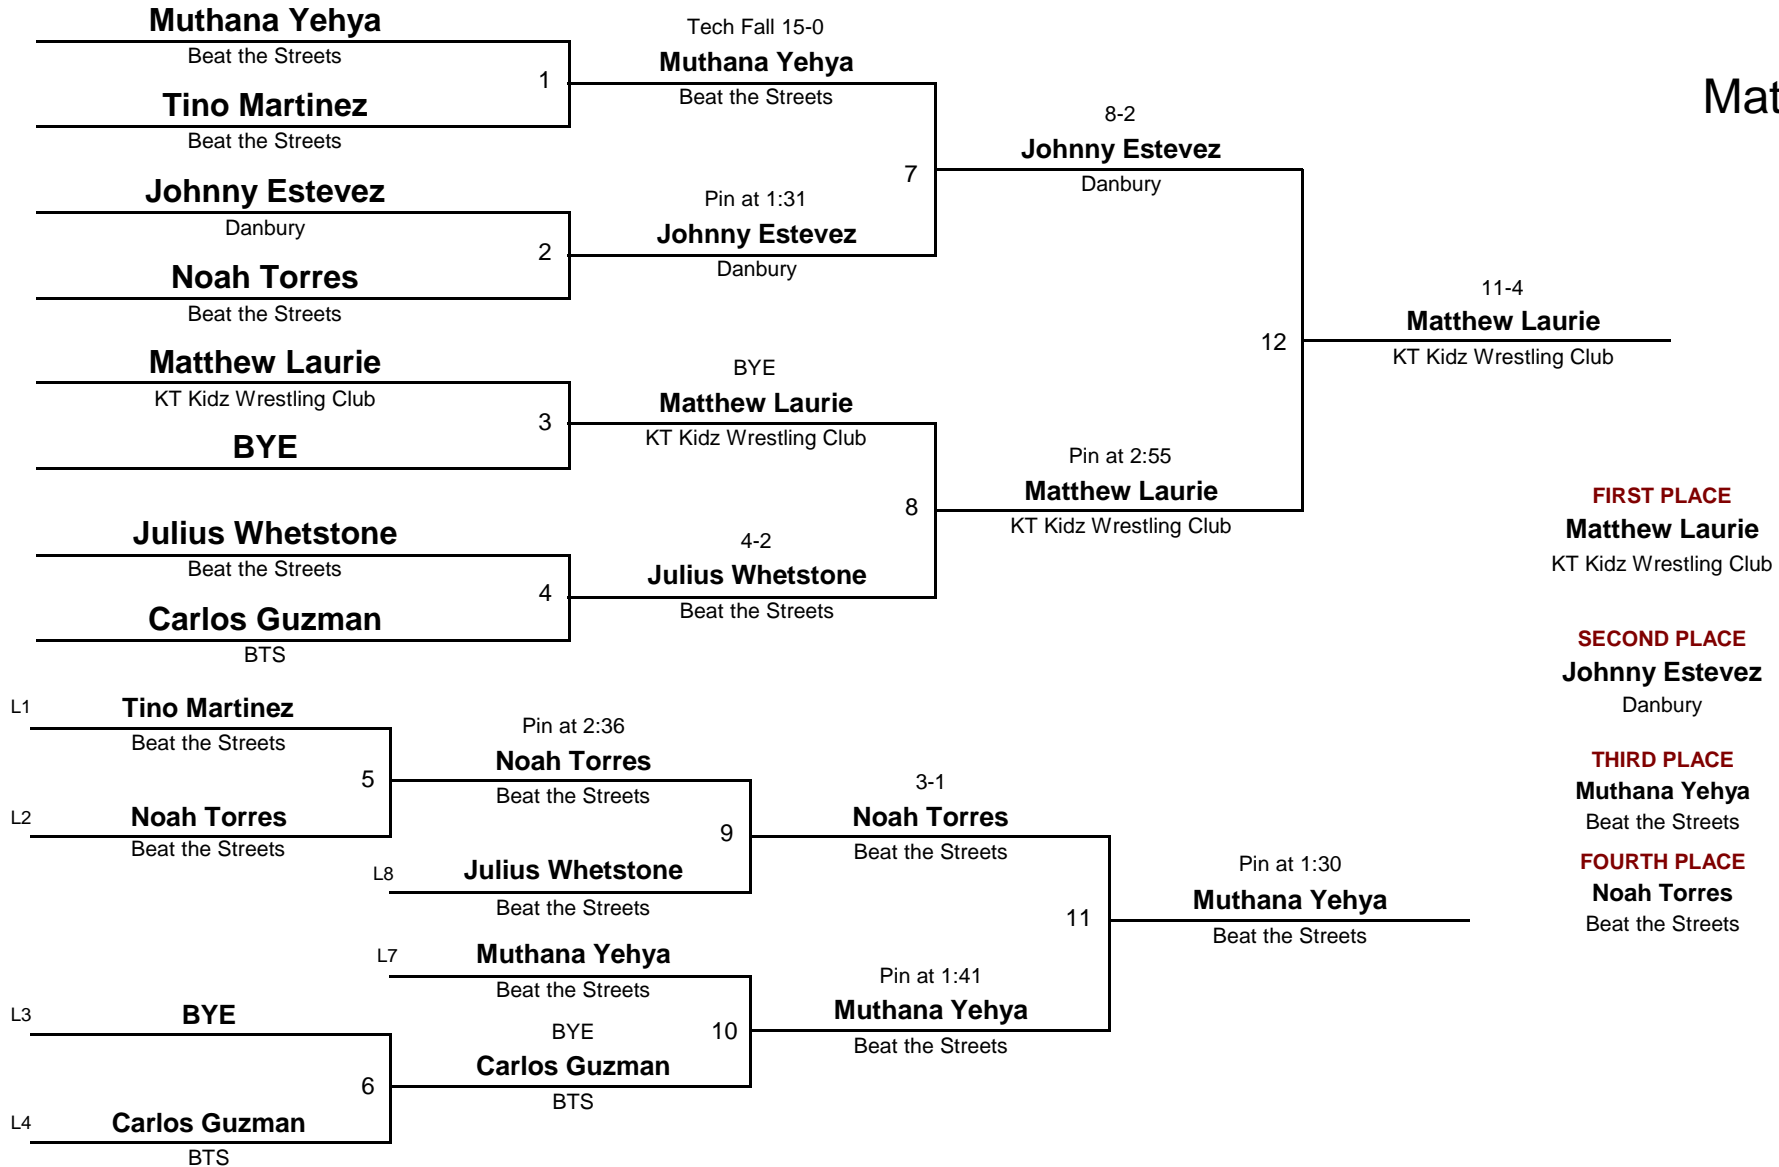 Muthana Yehya
Beat the Streets
1
Tino Martinez
Beat the Streets
Johnny Estevez
Danbury
2
Noah Torres
Beat the Streets
Matthew Laurie
KT Kidz Wrestling Club
3
BYE
Julius Whetstone
Beat the Streets
4
Carlos Guzman
BTS
Tech Fall 15-0
Muthana Yehya
Beat the Streets
7
Pin at 1:31
Johnny Estevez
Danbury
BYE
Matthew Laurie
KT Kidz Wrestling Club
8
4-2
Julius Whetstone
Beat the Streets
8-2
Johnny Estevez
Danbury
12
Pin at 2:55
Matthew Laurie
KT Kidz Wrestling Club
11-4
Matthew Laurie
KT Kidz Wrestling Club
Mat
FIRST PLACE
Matthew Laurie
KT Kidz Wrestling Club
SECOND PLACE
Johnny Estevez
Danbury
THIRD PLACE
Muthana Yehya
Beat the Streets
FOURTH PLACE
Noah Torres
Beat the Streets
L1
Tino Martinez
Beat the Streets
5
L2
Noah Torres
Beat the Streets
L3
BYE
6
L4
Carlos Guzman
BTS
Pin at 2:36
Noah Torres
Beat the Streets
9
L8
Julius Whetstone
Beat the Streets
L7
Muthana Yehya
Beat the Streets
10
BYE
Carlos Guzman
BTS
3-1
Noah Torres
Beat the Streets
11
Pin at 1:41
Muthana Yehya
Beat the Streets
Pin at 1:30
Muthana Yehya
Beat the Streets